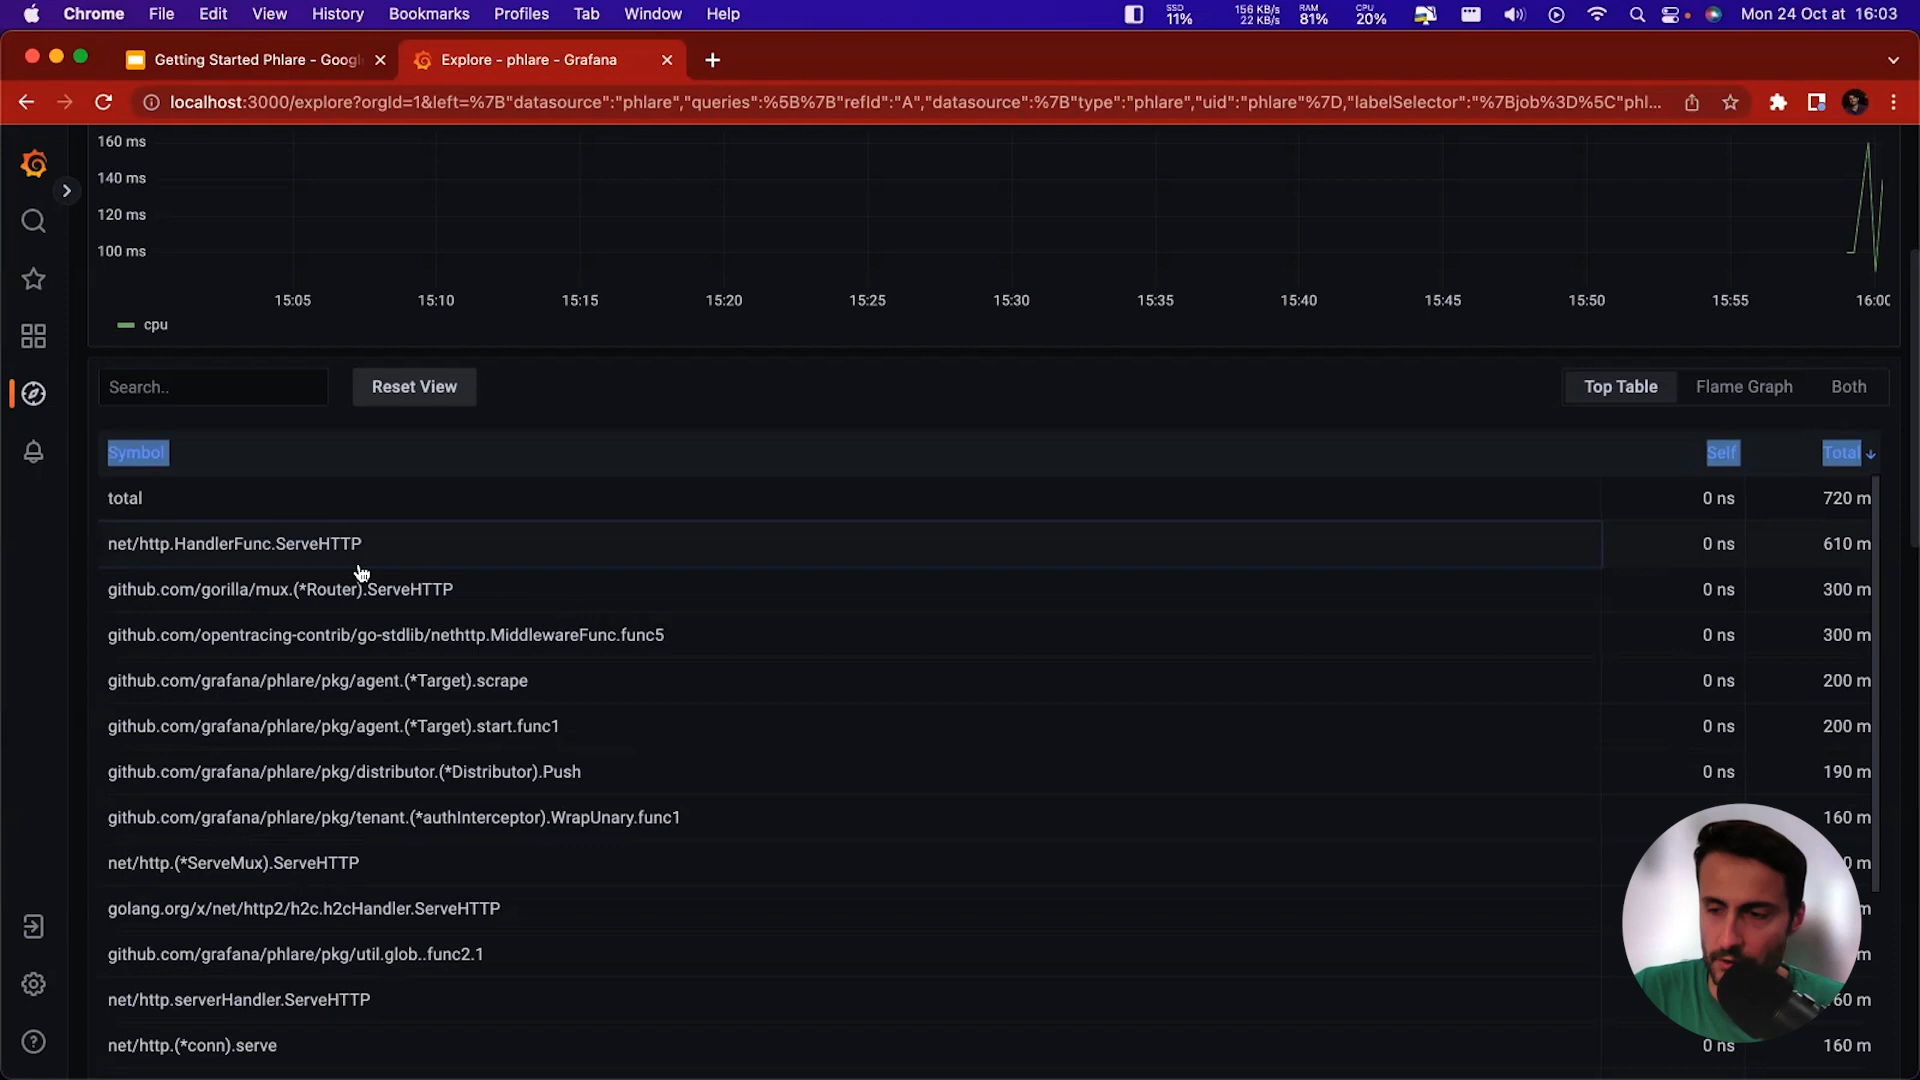 Chrome File Edit View History Bookmarks Profiles Tab Window Help SSD 11% 156 KB/s 22 KB/s RAM 81% CPU 20% Mon 24 Oct at 16:03
Getting Started Phlare - Googl Explore - phlare - Grafana
localhost:3000/explore?orgId=1&left=%7B"datasource":"phlare","queries":%5B%7B"refId":"A","datasource":%7B"type":"phlare","uid":"phlare"%7D,"labelSelector":"%7Bjob%3D%5C"phl...
160 ms
140 ms
120 ms
100 ms
15:05 15:10 15:15 15:20 15:25 15:30 15:35 15:40 15:45 15:50 15:55 16:00
cpu
Search.. Reset View Top Table Flame Graph Both
Symbol Self Total
total 0 ns 720 m
net/http.HandlerFunc.ServeHTTP 0 ns 610 m
github.com/gorilla/mux.(*Router).ServeHTTP 0 ns 300 m
github.com/opentracing-contrib/go-stdlib/nethttp.MiddlewareFunc.func5 0 ns 300 m
github.com/grafana/phlare/pkg/agent.(*Target).scrape 0 ns 200 m
github.com/grafana/phlare/pkg/agent.(*Target).start.func1 0 ns 200 m
github.com/grafana/phlare/pkg/distributor.(*Distributor).Push 0 ns 190 m
github.com/grafana/phlare/pkg/tenant.(*authInterceptor).WrapUnary.func1 160 m
net/http.(*ServeMux).ServeHTTP 0 m
golang.org/x/net/http2/h2c.h2cHandler.ServeHTTP m
github.com/grafana/phlare/pkg/util.glob..func2.1 m
net/http.serverHandler.ServeHTTP 60 m
net/http.(*conn).serve 0 ns 160 m